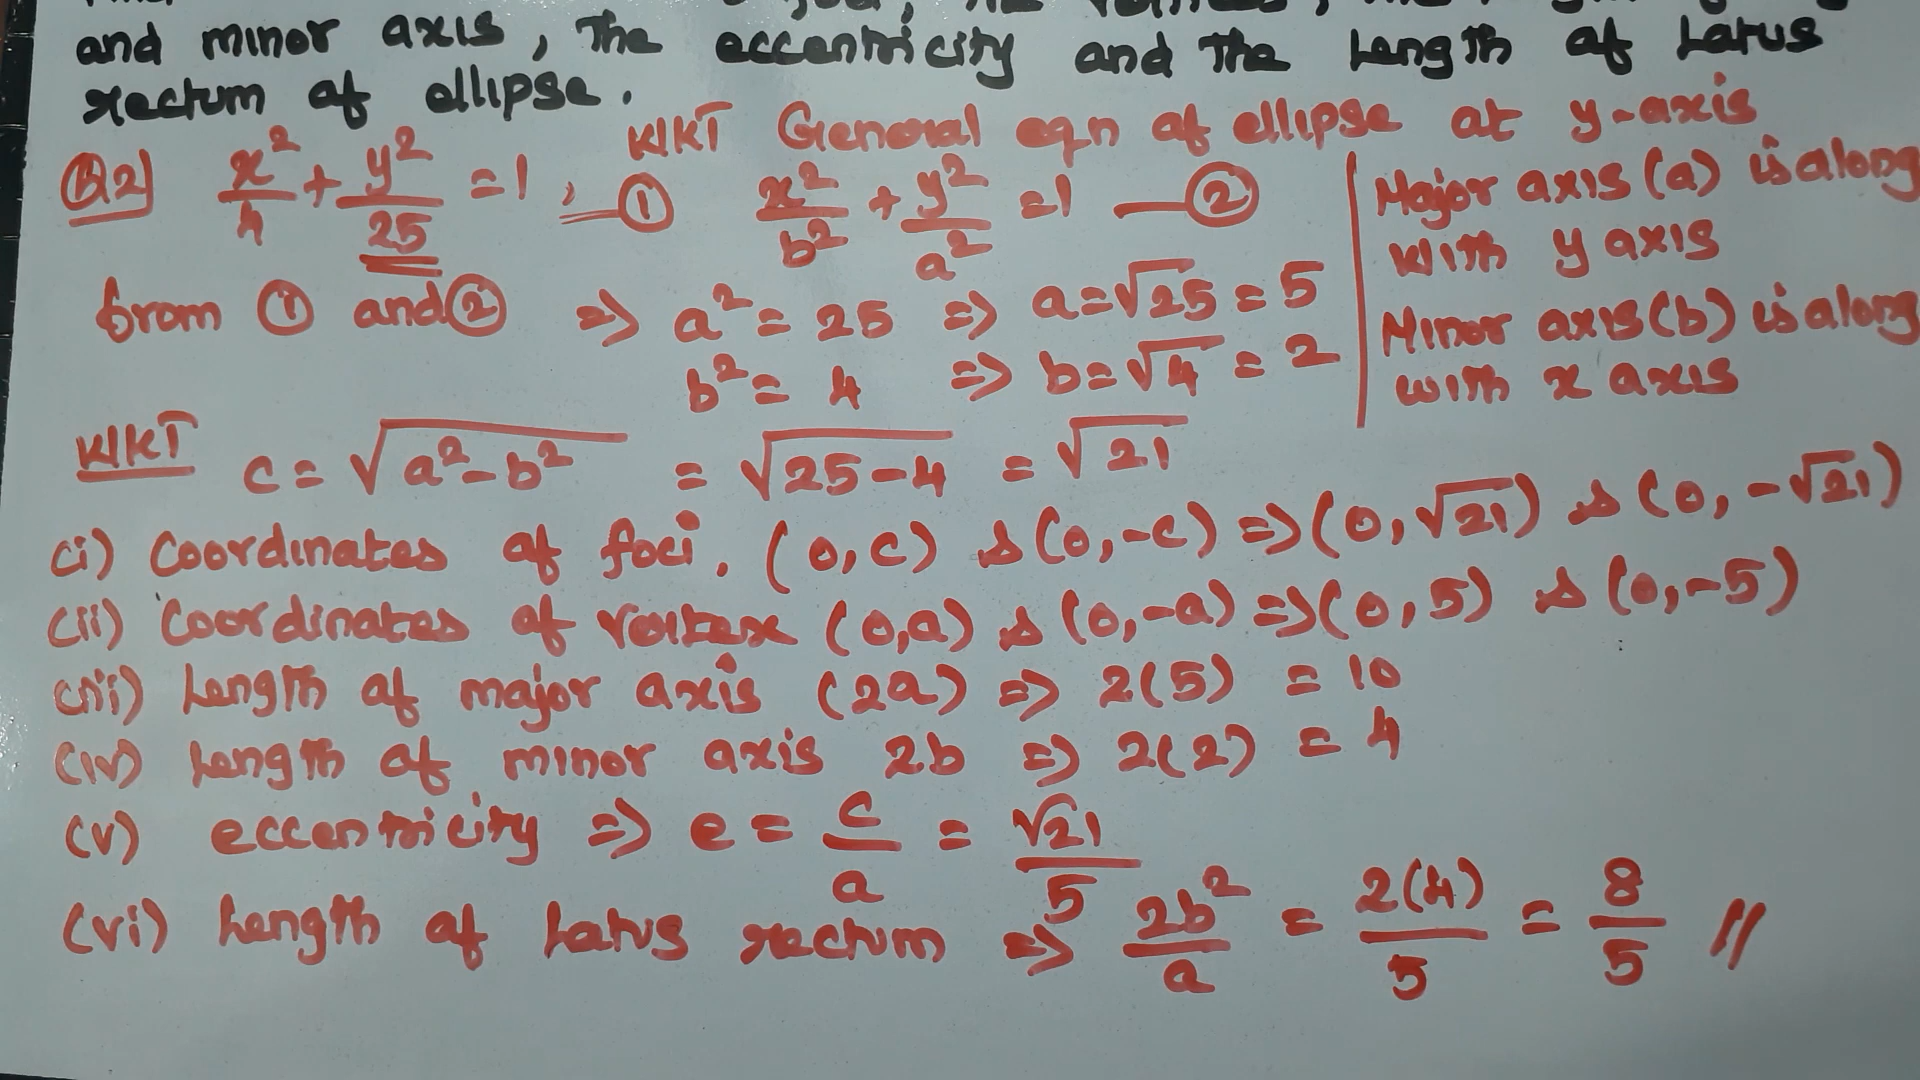 and minor axis, The eccentricity and The Length of Latus
rectum of ellipse.
WKT General eqn of ellipse at y-axis
Q2) x²/4 + y²/25 = 1, —① x²/b² + y²/a² = 1 —②
Major axis (a) is along
with y axis
Minor axis (b) is along
with x axis
from ① and ② => a² = 25 => a = √25 = 5
b² = 4 => b = √4 = 2
WKT c = √(a²-b²) = √(25-4) = √21
(i) Coordinates of foci, (0, c) & (0, -c) => (0, √21) & (0, -√21)
(ii) Coordinates of vertex (0, a) & (0, -a) => (0, 5) & (0, -5)
(iii) Length of major axis (2a) => 2(5) = 10
(iv) Length of minor axis 2b => 2(2) = 4
(v) eccentricity => e = c/a = √21/5
(vi) Length of Latus rectum => 2b²/a = 2(4)/5 = 8/5 //